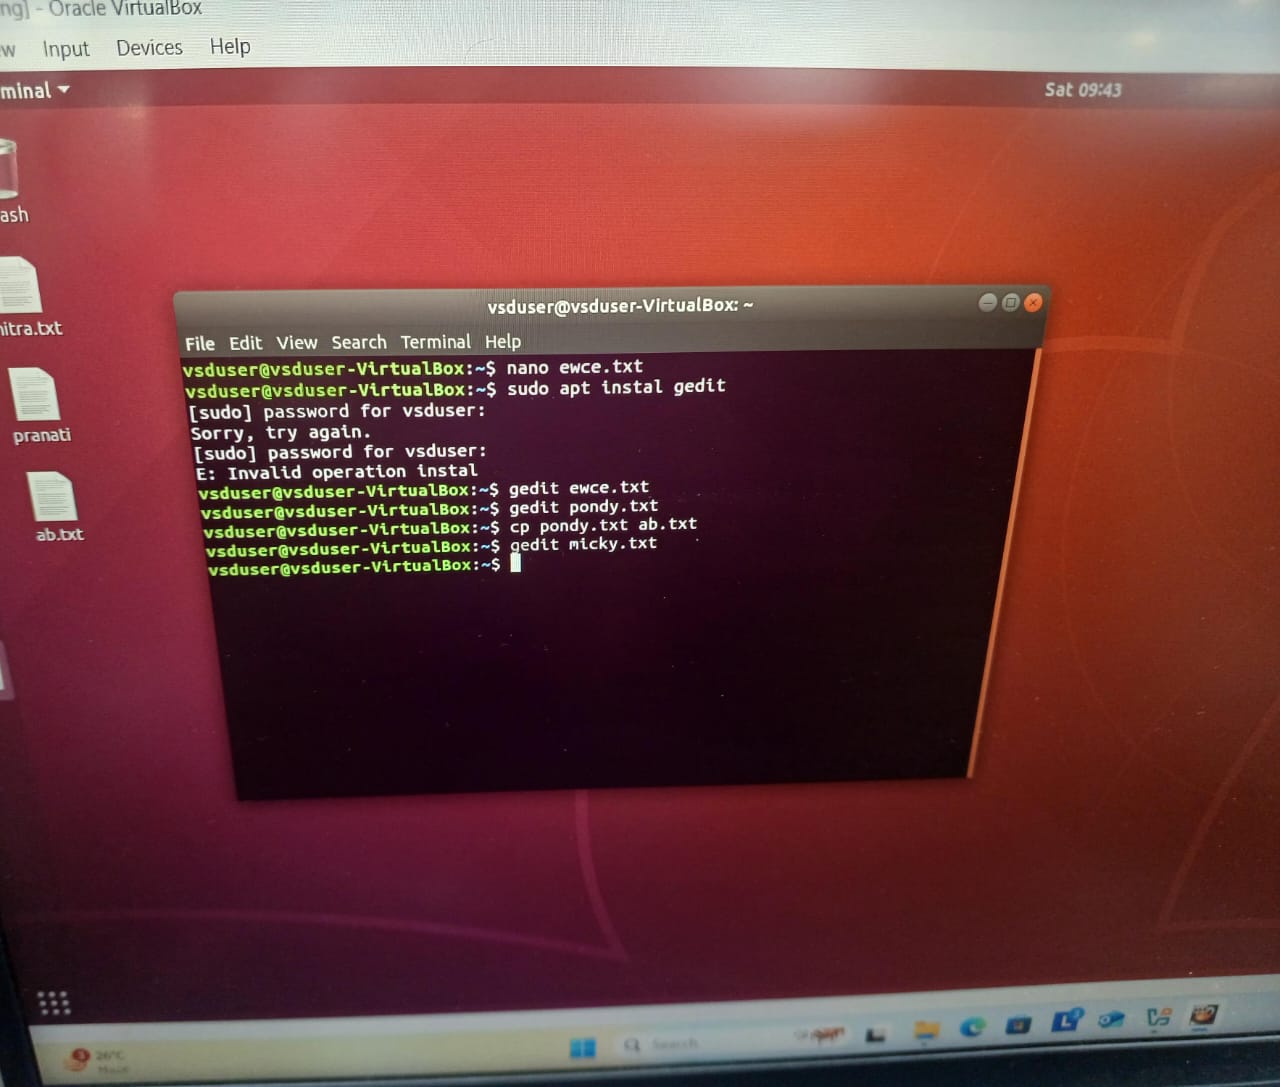 ng] - Oracle VirtualBox
w Input Devices Help
minal
Sat 09:43
ash
itra.txt
pranati
ab.txt
vsduser@vsduser-VirtualBox: ~
File Edit View Search Terminal Help
vsduser@vsduser-VirtualBox:~$ nano ewce.txt
vsduser@vsduser-VirtualBox:~$ sudo apt instal gedit
[sudo] password for vsduser:
Sorry, try again.
[sudo] password for vsduser:
E: Invalid operation instal
vsduser@vsduser-VirtualBox:~$ gedit ewce.txt
vsduser@vsduser-VirtualBox:~$ gedit pondy.txt
vsduser@vsduser-VirtualBox:~$ cp pondy.txt ab.txt
vsduser@vsduser-VirtualBox:~$ gedit micky.txt
vsduser@vsduser-VirtualBox:~$
3
26°C
Search